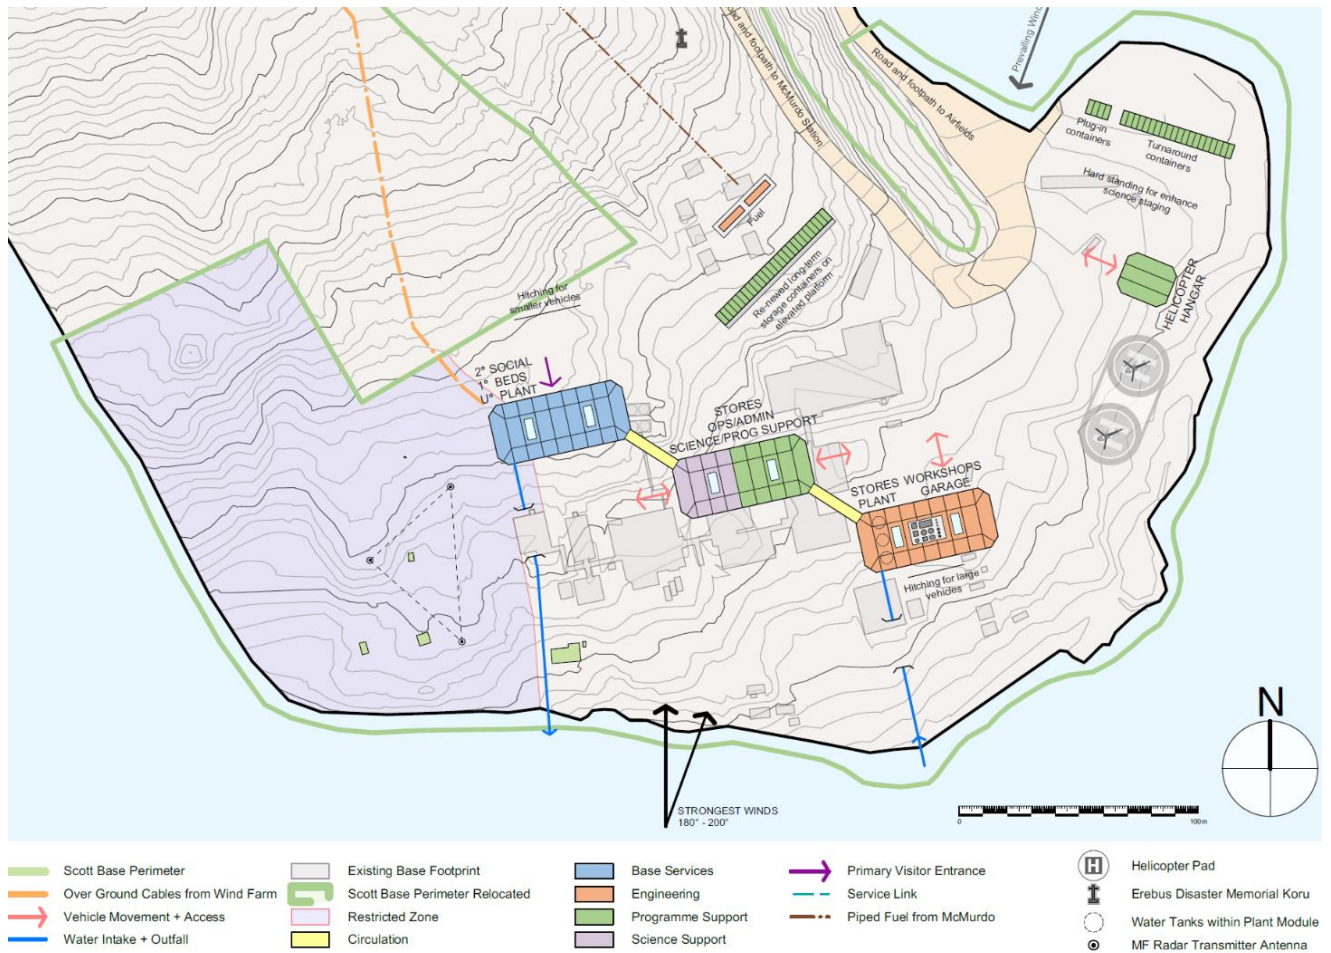 Road and footpath to McMurdo Station
Road and footpath to Airfields
Prevailing Wind
Plug-in
containers
Turnaround
containers
Hard standing for enhance
science staging
Fuel
Re-newed long-term
storage containers on
elevated platform
HELICOPTER
HANGAR
Hitching for
smaller vehicles
2° SOCIAL
1° BEDS
U° PLANT
STORES
OPS/ADMIN
SCIENCE/PROG SUPPORT
STORES WORKSHOPS
PLANT GARAGE
Hitching for large
vehicles
N
STRONGEST WINDS
180° - 200°
0 100m
Scott Base Perimeter
Over Ground Cables from Wind Farm
Vehicle Movement + Access
Water Intake + Outfall
Existing Base Footprint
Scott Base Perimeter Relocated
Restricted Zone
Circulation
Base Services
Engineering
Programme Support
Science Support
Primary Visitor Entrance
Service Link
Piped Fuel from McMurdo
H
Helicopter Pad
Erebus Disaster Memorial Koru
Water Tanks within Plant Module
MF Radar Transmitter Antenna